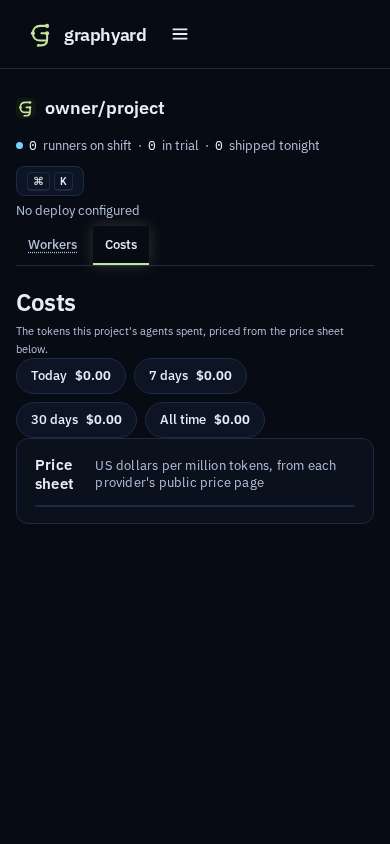 graphyard
owner/project
0 runners on shift · 0 in trial · 0 shipped tonight
⌘ K
No deploy configured
Workers Costs
Costs
The tokens this project's agents spent, priced from the price sheet
below.
Today $0.00 7 days $0.00
30 days $0.00 All time $0.00
Price sheet
US dollars per million tokens, from each
provider's public price page